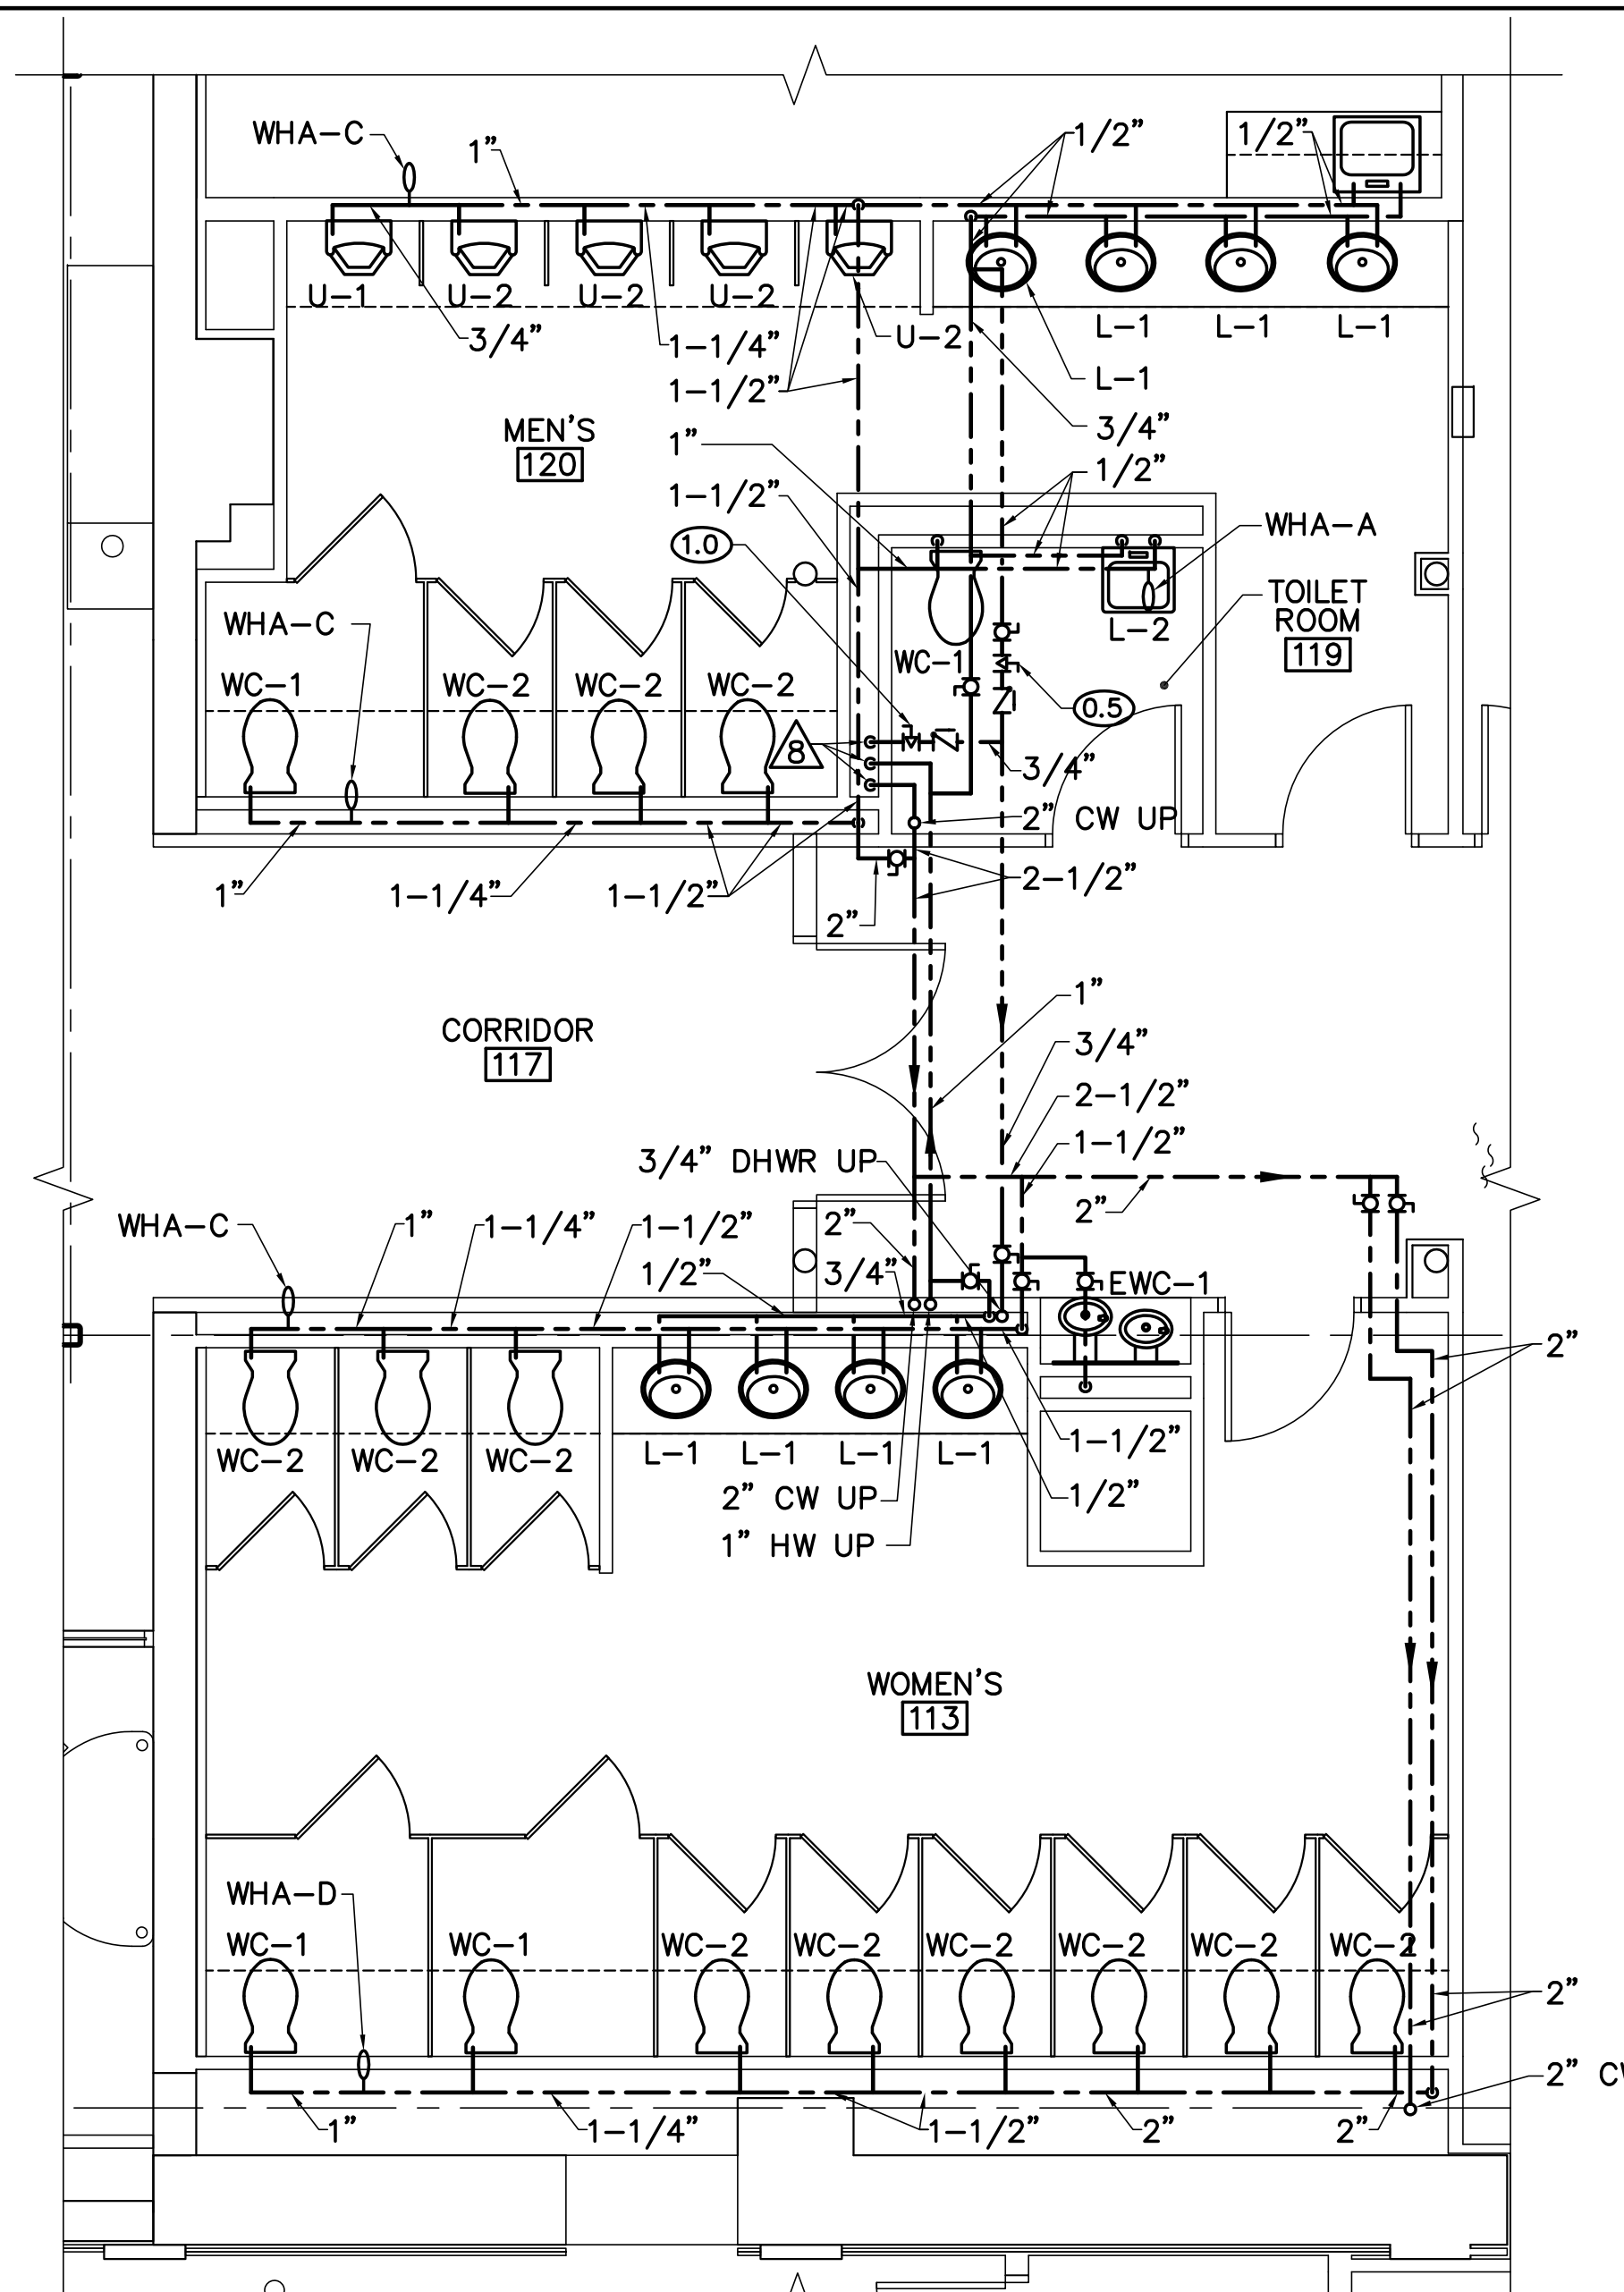 WHA-C
1"
1/2"
1/2"
U-1
U-2
U-2
U-2
3/4"
1-1/4"
U-2
L-1
L-1
L-1
L-1
1-1/2"
3/4"
MEN'S
120
1"
1/2"
1-1/2"
1.0
WHA-A
TOILET
ROOM
119
WHA-C
L-2
WC-1
WC-2
WC-2
WC-2
WC-1
0.5
8
3/4"
2" CW UP
2-1/2"
1"
1-1/4"
1-1/2"
2"
CORRIDOR
117
1"
3/4"
2-1/2"
1-1/2"
3/4" DHWR UP
2"
WHA-C
1"
1-1/4"
1-1/2"
2"
1/2"
3/4"
EWC-1
2"
WC-2
WC-2
WC-2
L-1
L-1
L-1
L-1
1-1/2"
2" CW UP
1/2"
1" HW UP
WOMEN'S
113
WHA-D
WC-1
WC-1
WC-2
WC-2
WC-2
WC-2
WC-2
WC-2
2"
2"
1"
1-1/4"
1-1/2"
2"
2"